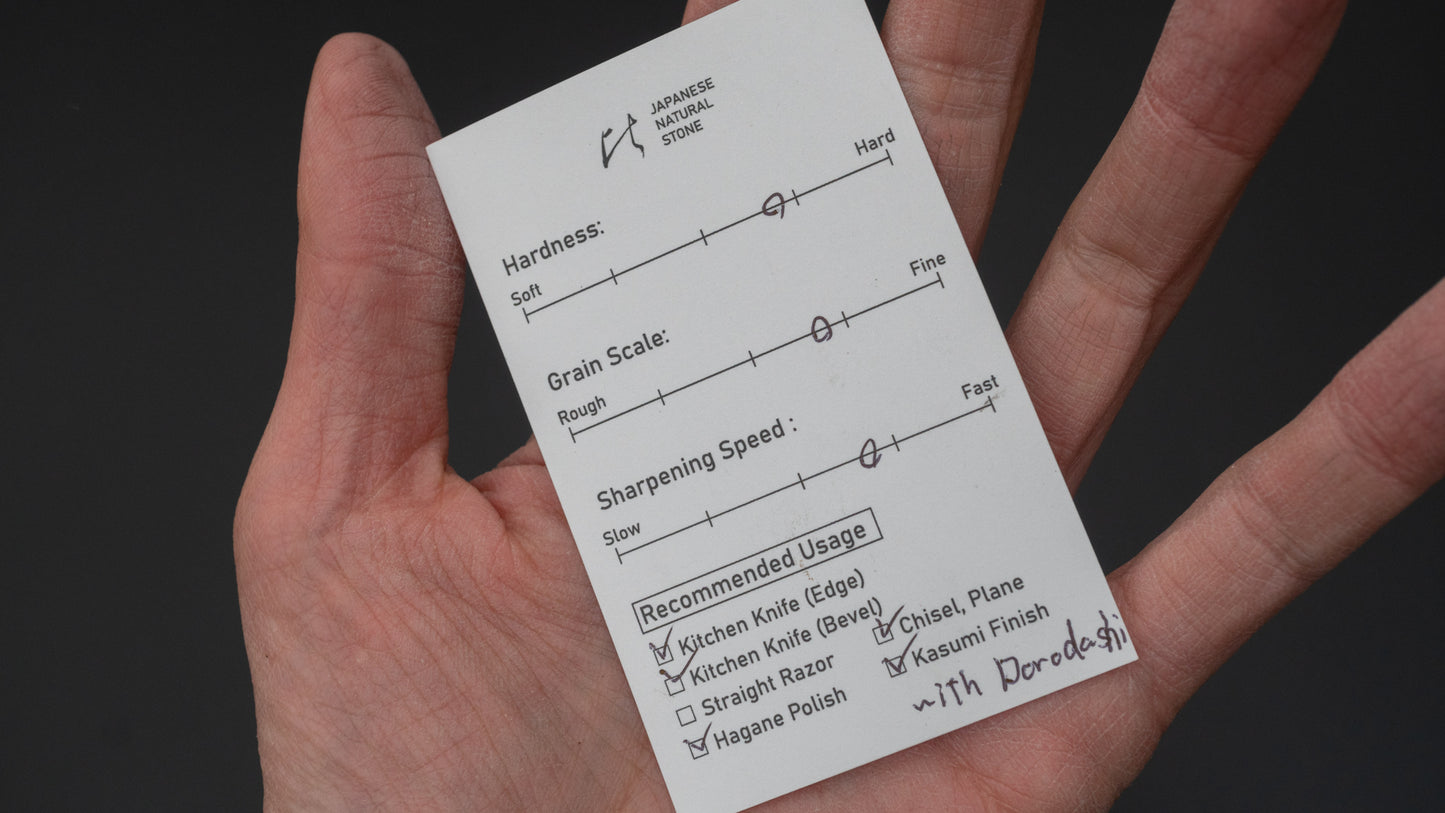 JAPANESE
NATURAL
STONE
Hardness:
Soft Hard
Grain Scale:
Rough Fine
Sharpening Speed :
Slow Fast
Recommended Usage
Kitchen Knife (Edge)
Kitchen Knife (Bevel) Chisel, Plane
Straight Razor Kasumi Finish
Hagane Polish with Dorodashi